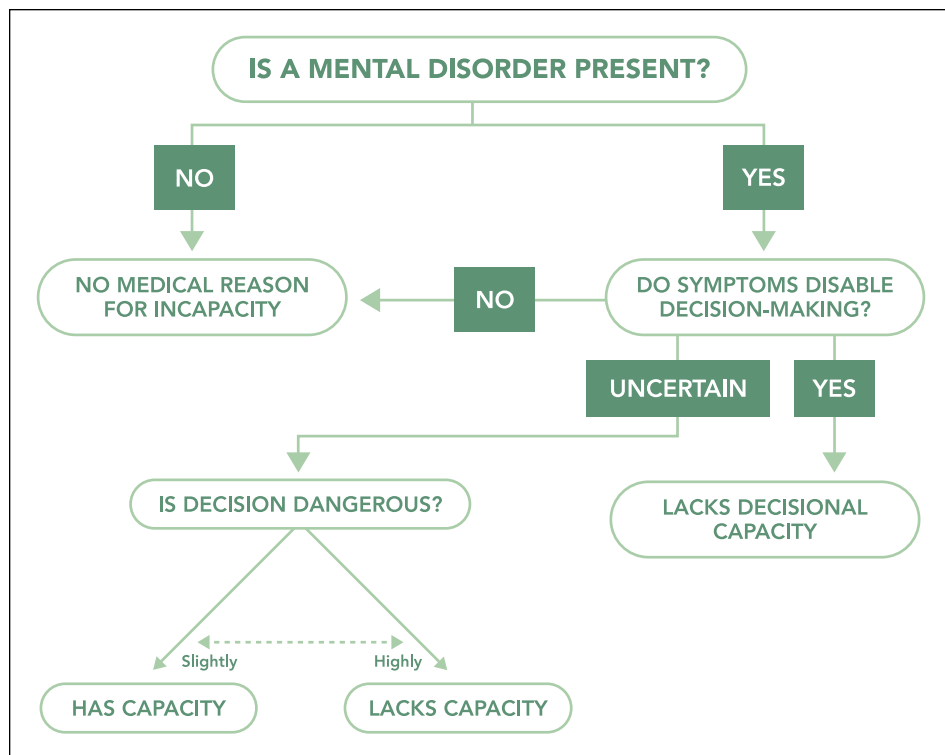 IS A MENTAL DISORDER PRESENT?
NO
YES
NO MEDICAL REASON
FOR INCAPACITY
NO
DO SYMPTOMS DISABLE
DECISION-MAKING?
UNCERTAIN
YES
IS DECISION DANGEROUS?
LACKS DECISIONAL
CAPACITY
Slightly
Highly
HAS CAPACITY
LACKS CAPACITY